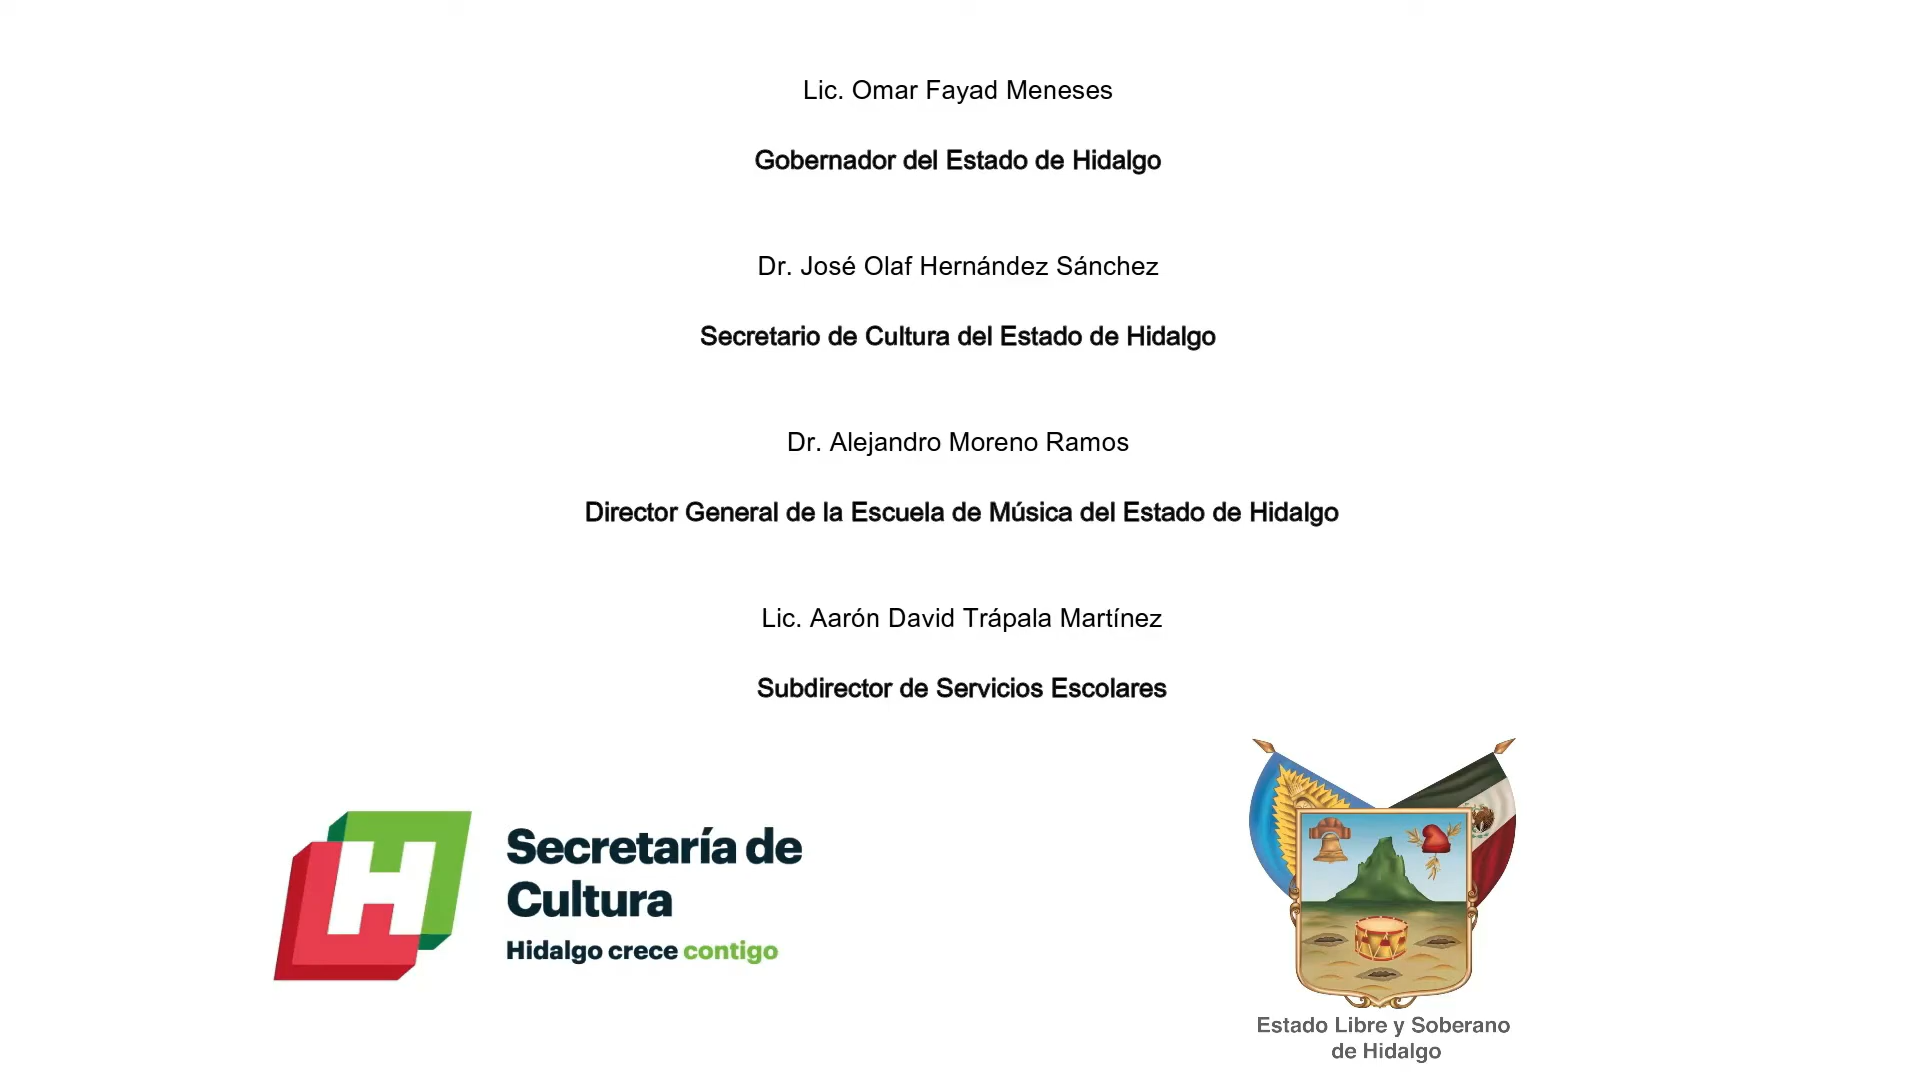 Lic. Omar Fayad Meneses
Gobernador del Estado de Hidalgo
Dr. José Olaf Hernández Sánchez
Secretario de Cultura del Estado de Hidalgo
Dr. Alejandro Moreno Ramos
Director General de la Escuela de Música del Estado de Hidalgo
Lic. Aarón David Trápala Martínez
Subdirector de Servicios Escolares
H
Secretaría de
Cultura
Hidalgo crece contigo
Estado Libre y Soberano
de Hidalgo